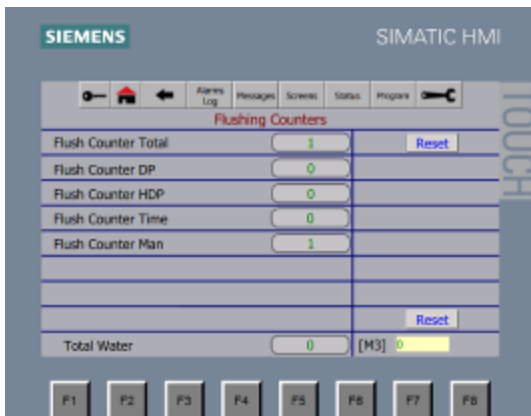 SIEMENS SIMATIC HMI
TOUCH
Alarms Log Messages Screens Status Program
Flushing Counters
Flush Counter Total 1 Reset
Flush Counter DP 0
Flush Counter HDP 0
Flush Counter Time 0
Flush Counter Man 1
Reset
Total Water 0 [M3] 0
F1 F2 F3 F4 F5 F6 F7 F8